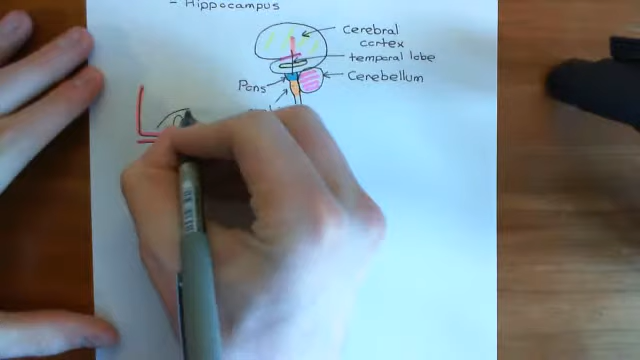 - Hippocampus
Cerebral
cortex
temporal lobe
Pons
Cerebellum